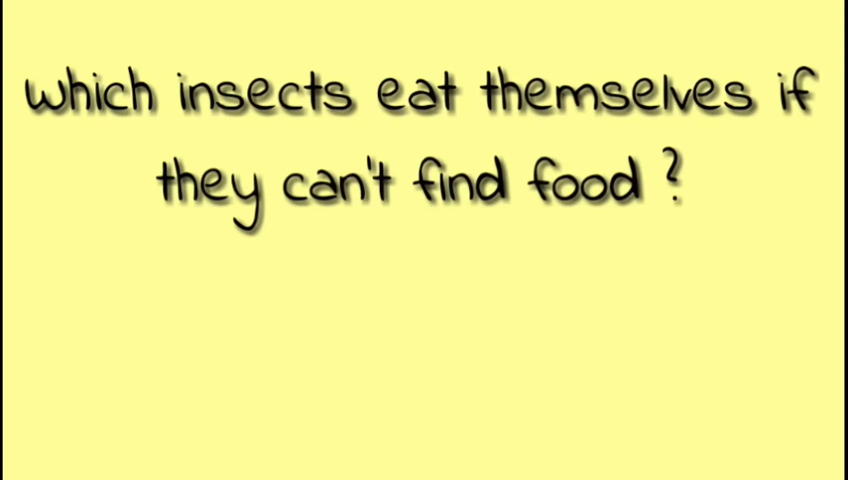 Which insects eat themselves if
they can't find food ?